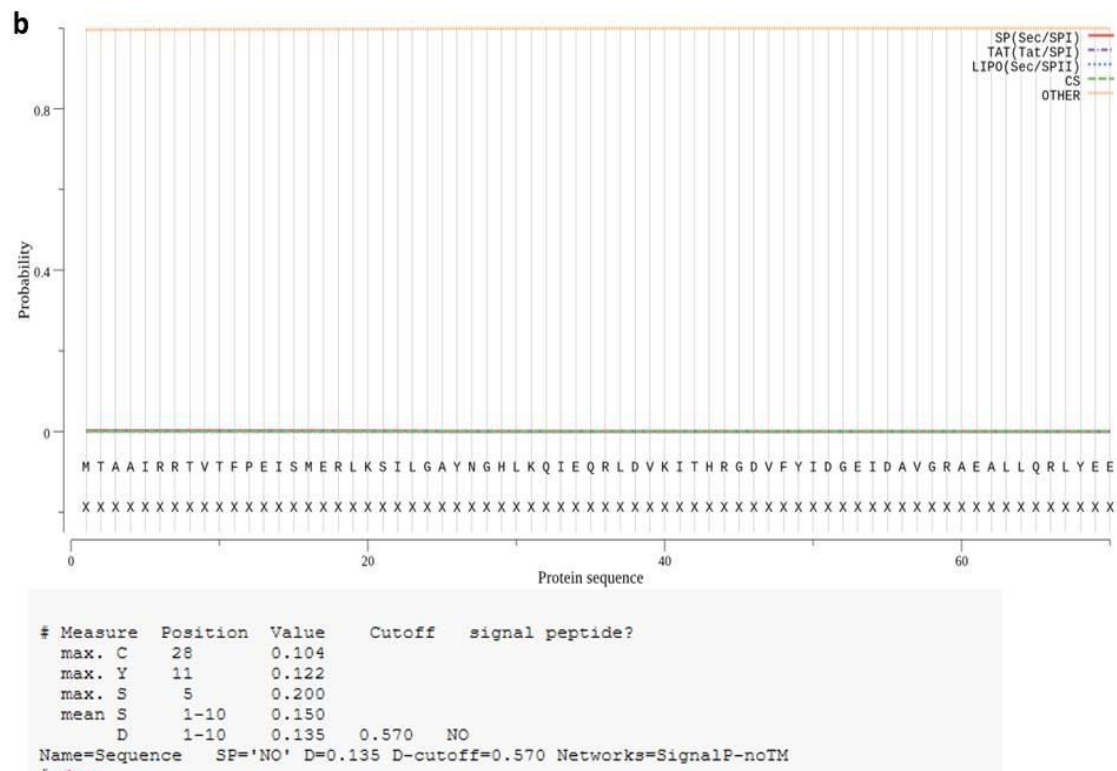 b
SP(Sec/SPI)
TAT(Tat/SPI)
LIPO(Sec/SPII)
CS
OTHER
0.8
0.4
0
Probability
M T A A I R R T V T F P E I S M E R L K S I L G A Y N G H L K Q I E Q R L D V K I T H R G D V F Y I D G E I D A V G R A E A L L Q R L Y E E
X X X X X X X X X X X X X X X X X X X X X X X X X X X X X X X X X X X X X X X X X X X X X X X X X X X X X X X X X X X X X X X X X X X X X X
0 20 40 60
Protein sequence
# Measure Position Value Cutoff signal peptide?
max. C 28 0.104
max. Y 11 0.122
max. S 5 0.200
mean S 1-10 0.150
D 1-10 0.135 0.570 NO
Name=Sequence SP='NO' D=0.135 D-cutoff=0.570 Networks=SignalP-noTM